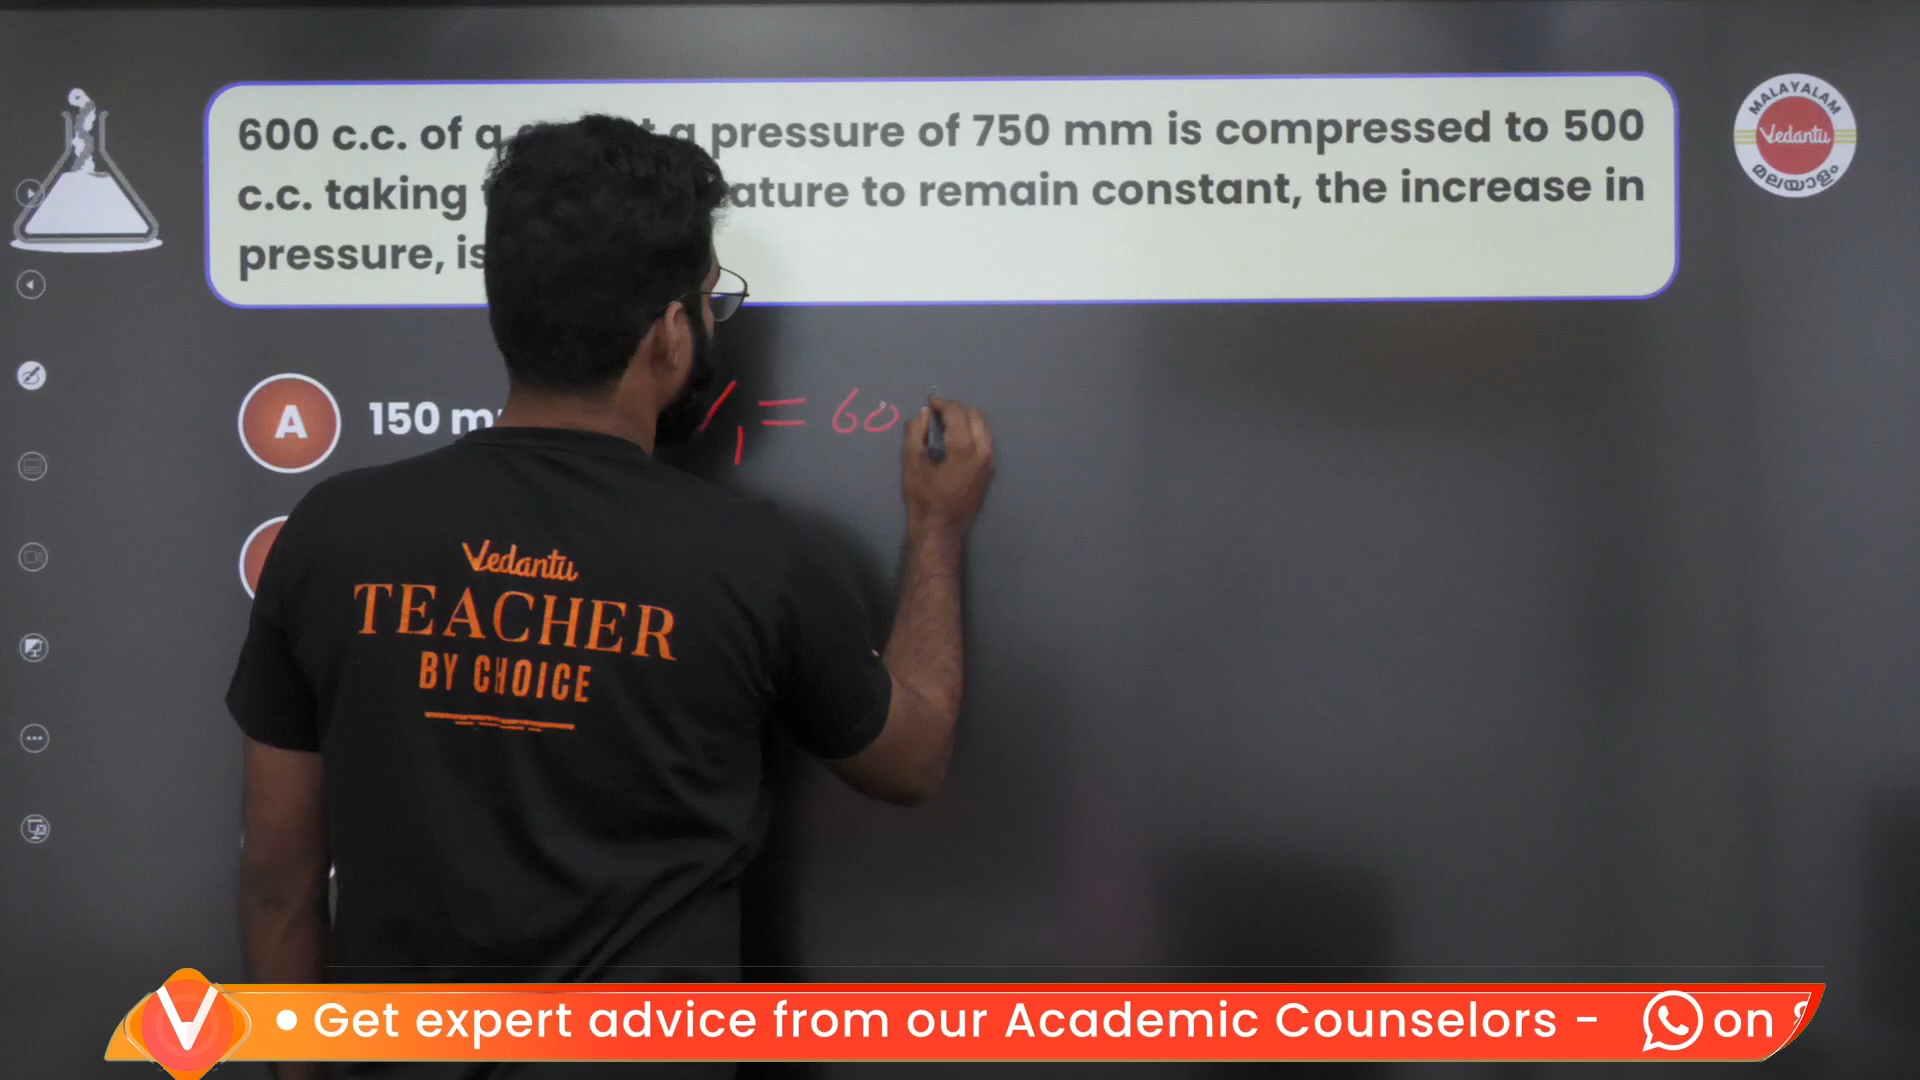 600 c.c. of a pressure of 750 mm is compressed to 500
c.c. taking to remain constant, the increase in
pressure, is
MALAYALAM
Vedantu
മലയാളം
A 150
1 = 60
Vedantu
TEACHER
BY CHOICE
V • Get expert advice from our Academic Counselors - on